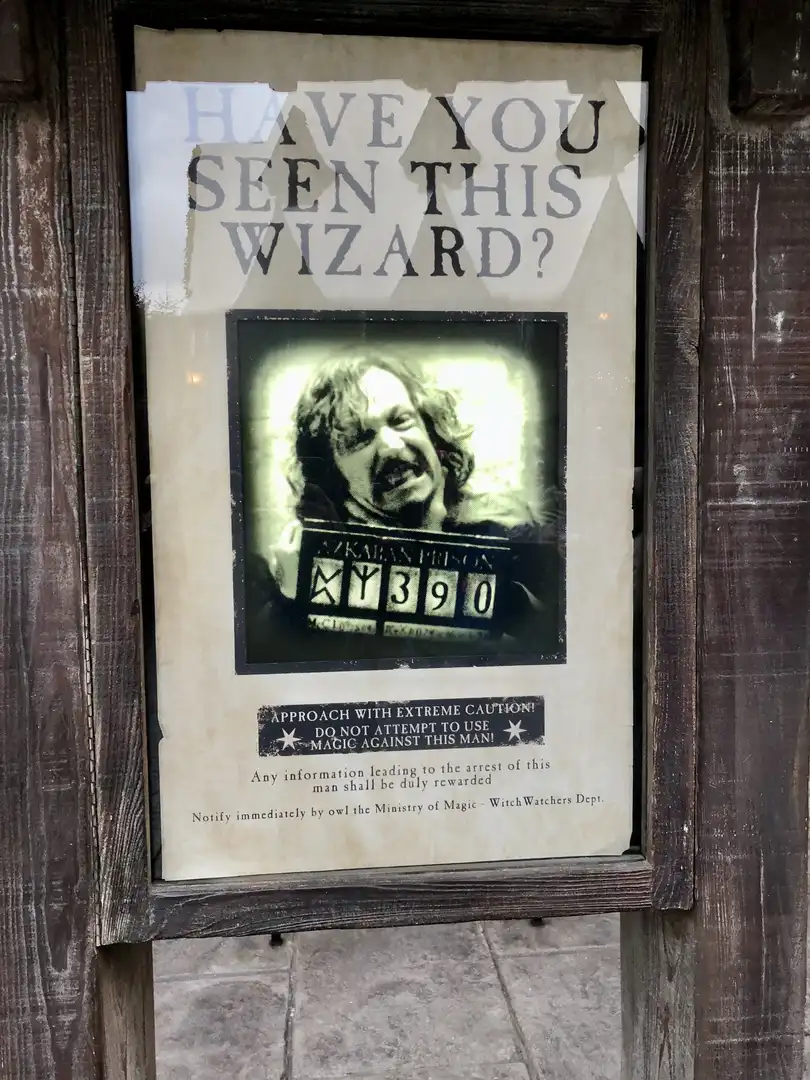 HAVE YOU
SEEN THIS
WIZARD?
AZKABAN PRISON
ᛈᛉ390
APPROACH WITH EXTREME CAUTION!
DO NOT ATTEMPT TO USE
MAGIC AGAINST THIS MAN!
Any information leading to the arrest of this
man shall be duly rewarded
Notify immediately by owl the Ministry of Magic - WitchWatchers Dept.